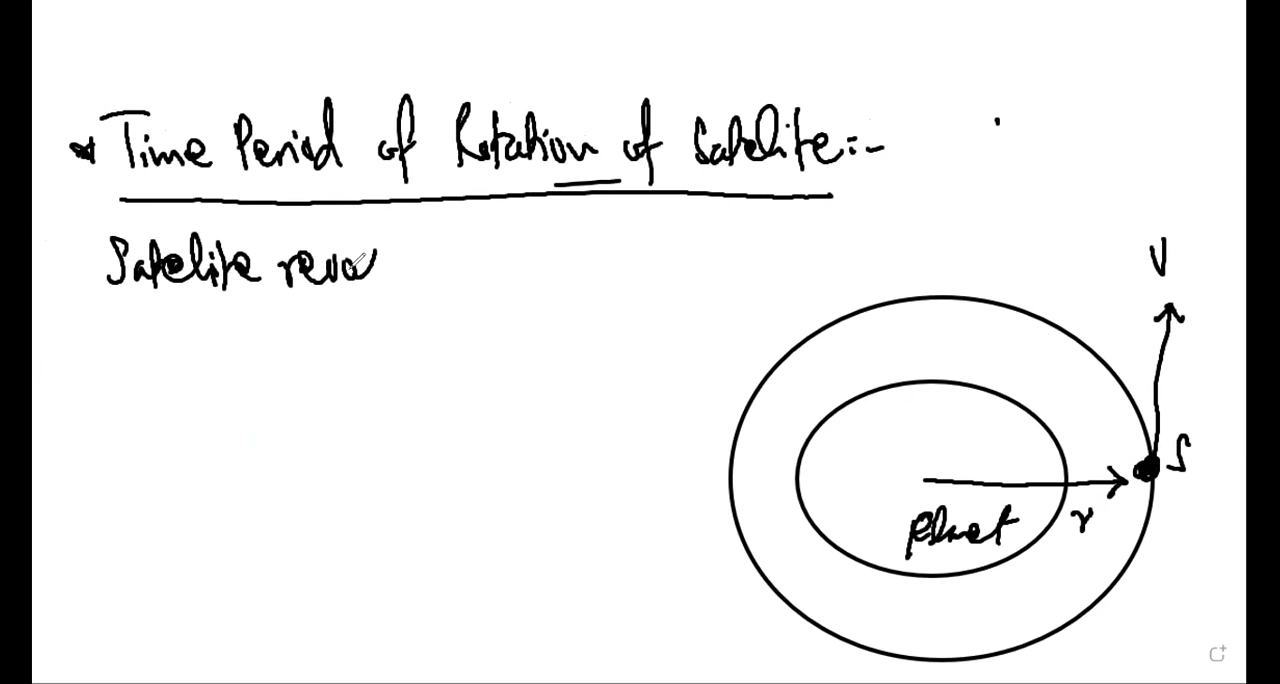 * Time Period of Rotation of Satelite:-
Satelite revo
V
S
Planet
r